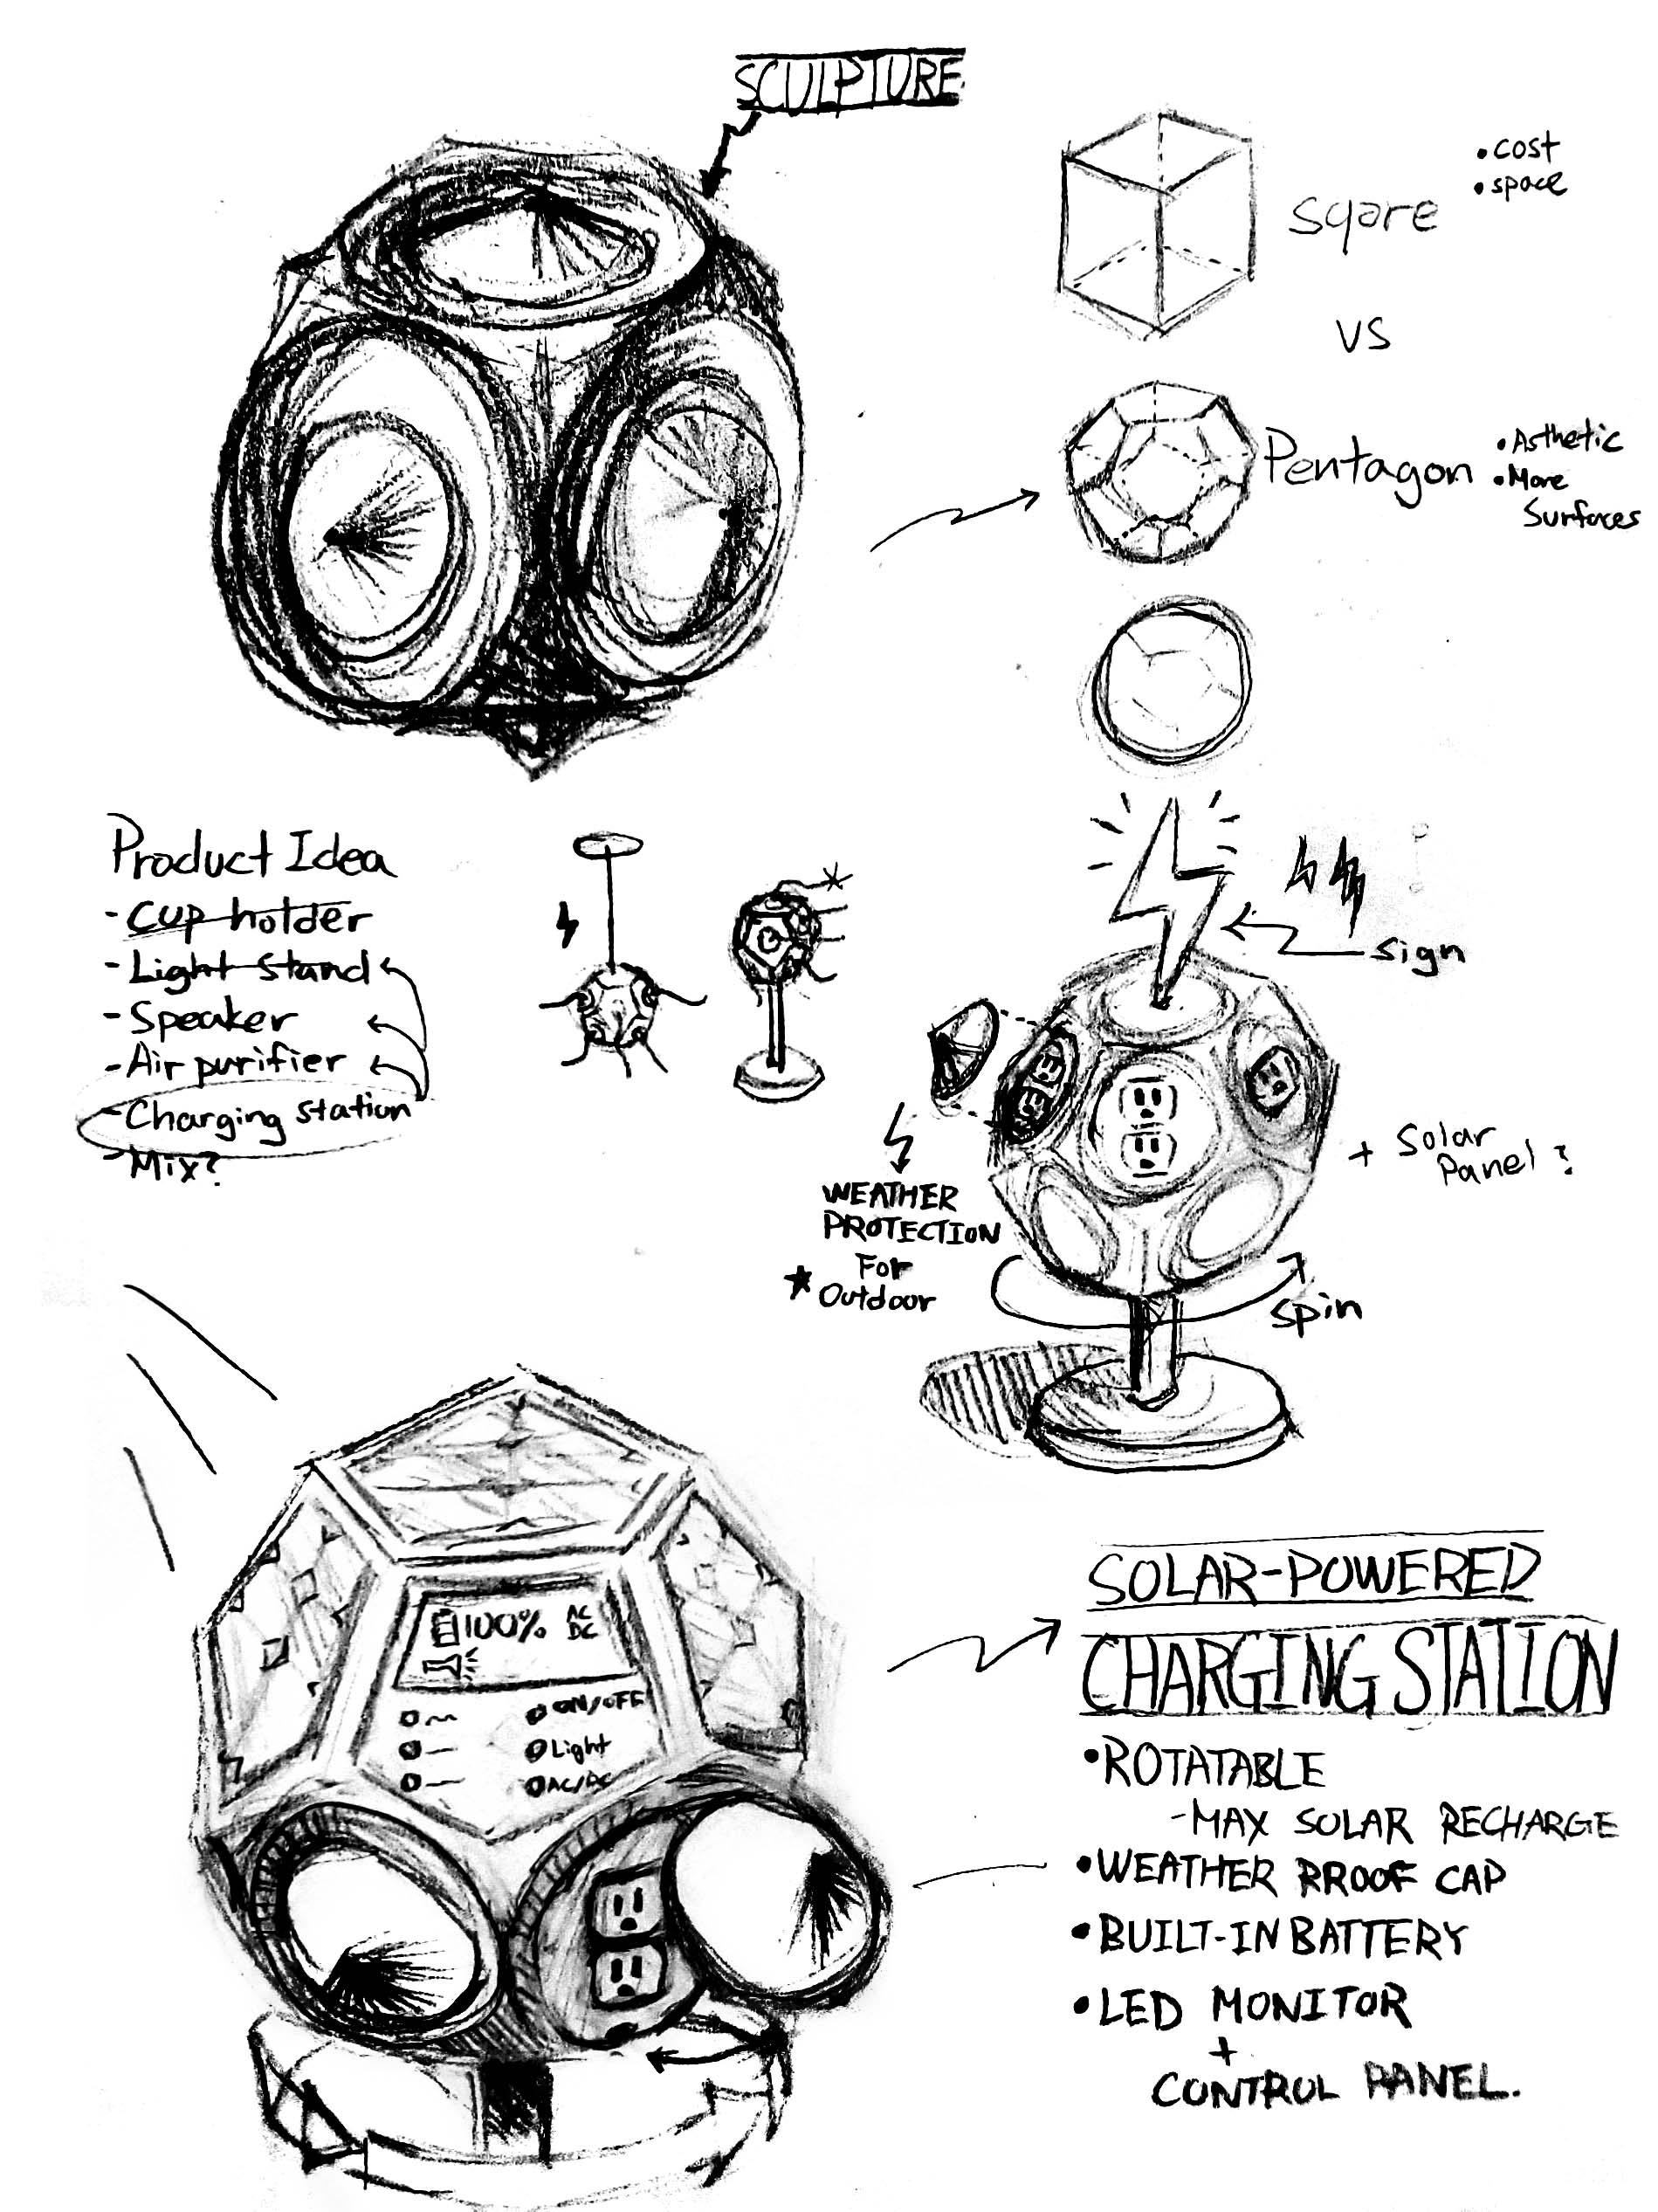 SCULPTURE
• cost
• space
Sqare
VS
Pentagon
• Asthetic
• More
Surfaces
Product Idea
- Cup holder
- Light stand
- Speaker
- Air purifier
- Charging station
- Mix?
sign
+ Solar
Panel?
WEATHER
PROTECTION
For
* Outdoor
spin
100% AC
DC
ON/OFF
Light
AC/DC
SOLAR-POWERED
CHARGING STATION
• ROTATABLE
- MAX SOLAR RECHARGE
• WEATHER RROOF CAP
• BUILT-IN BATTERY
• LED MONITOR
+
CONTROL PANEL.